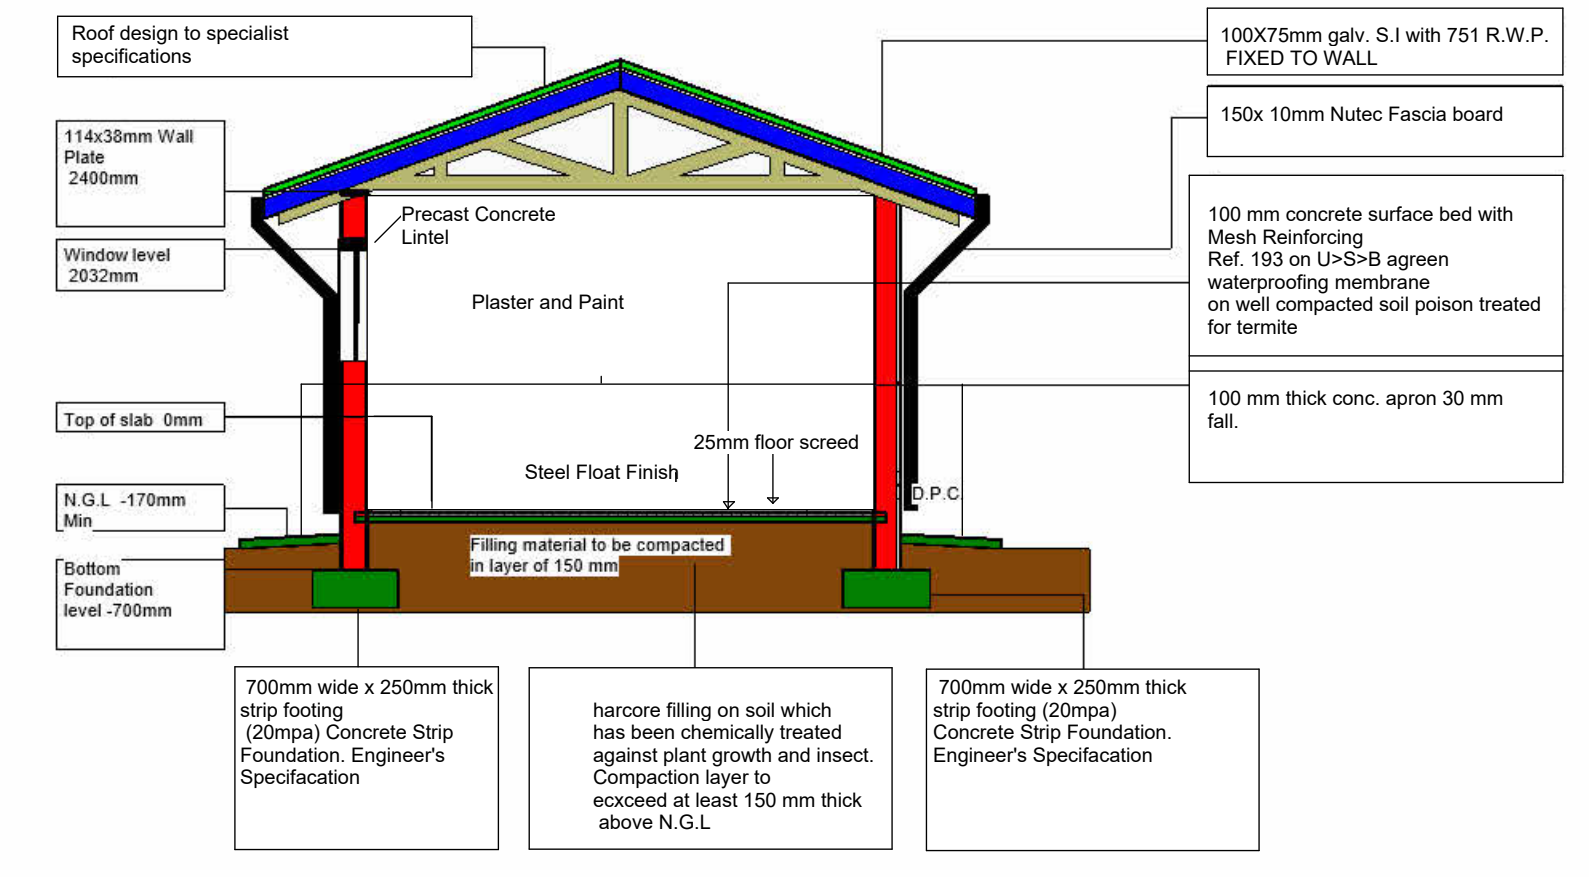 Roof design to specialist
specifications
100X75mm galv. S.I with 751 R.W.P.
FIXED TO WALL
150x 10mm Nutec Fascia board
114x38mm Wall
Plate
2400mm
Precast Concrete
Lintel
Window level
2032mm
Plaster and Paint
100 mm concrete surface bed with
Mesh Reinforcing
Ref. 193 on U>S>B agreen
waterproofing membrane
on well compacted soil poison treated
for termite
100 mm thick conc. apron 30 mm
fall.
Top of slab 0mm
25mm floor screed
Steel Float Finish
N.G.L -170mm
Min
D.P.C.
Filling material to be compacted
in layer of 150 mm
Bottom
Foundation
level -700mm
700mm wide x 250mm thick
strip footing
(20mpa) Concrete Strip
Foundation. Engineer's
Specifacation
harcore filling on soil which
has been chemically treated
against plant growth and insect.
Compaction layer to
ecxceed at least 150 mm thick
above N.G.L
700mm wide x 250mm thick
strip footing (20mpa)
Concrete Strip Foundation.
Engineer's Specifacation